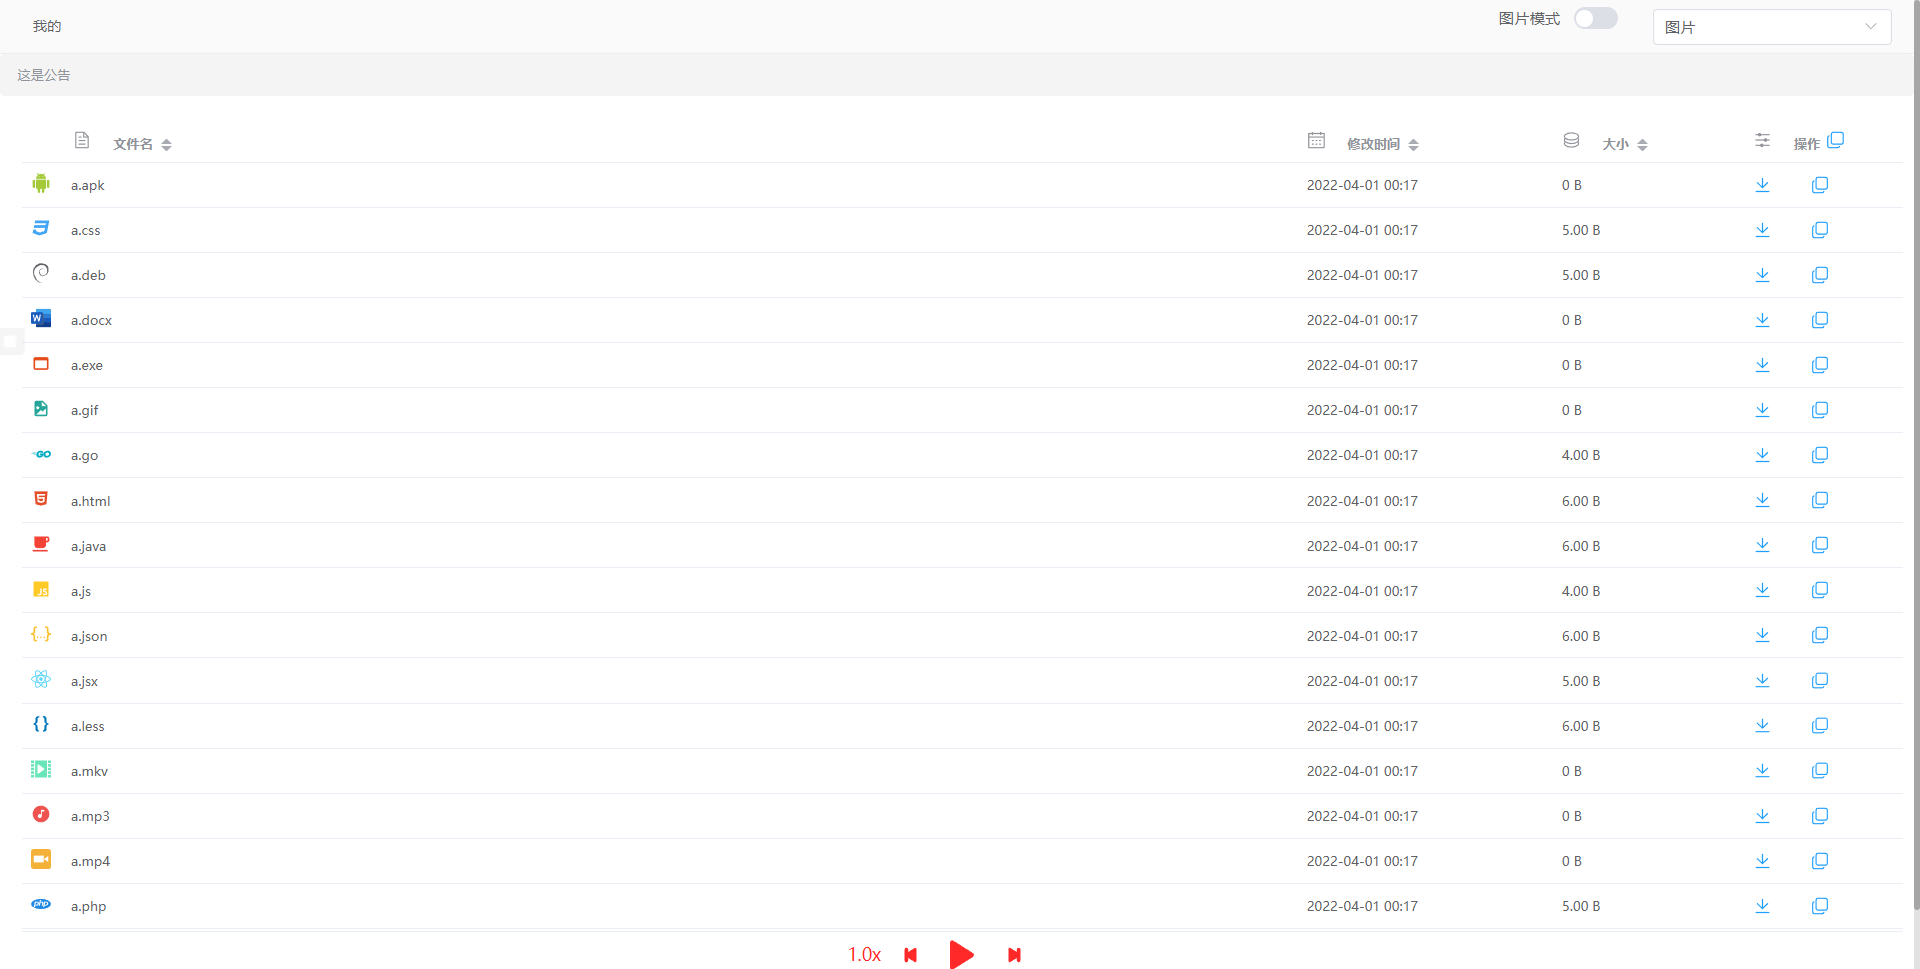 我的
图片模式
图片
这是公告
文件名 修改时间 大小 操作
a.apk 2022-04-01 00:17 0 B
a.css 2022-04-01 00:17 5.00 B
a.deb 2022-04-01 00:17 5.00 B
W a.docx 2022-04-01 00:17 0 B
a.exe 2022-04-01 00:17 0 B
a.gif 2022-04-01 00:17 0 B
GO a.go 2022-04-01 00:17 4.00 B
5 a.html 2022-04-01 00:17 6.00 B
a.java 2022-04-01 00:17 6.00 B
JS a.js 2022-04-01 00:17 4.00 B
{...} a.json 2022-04-01 00:17 6.00 B
a.jsx 2022-04-01 00:17 5.00 B
{} a.less 2022-04-01 00:17 6.00 B
a.mkv 2022-04-01 00:17 0 B
a.mp3 2022-04-01 00:17 0 B
a.mp4 2022-04-01 00:17 0 B
php a.php 2022-04-01 00:17 5.00 B
1.0x